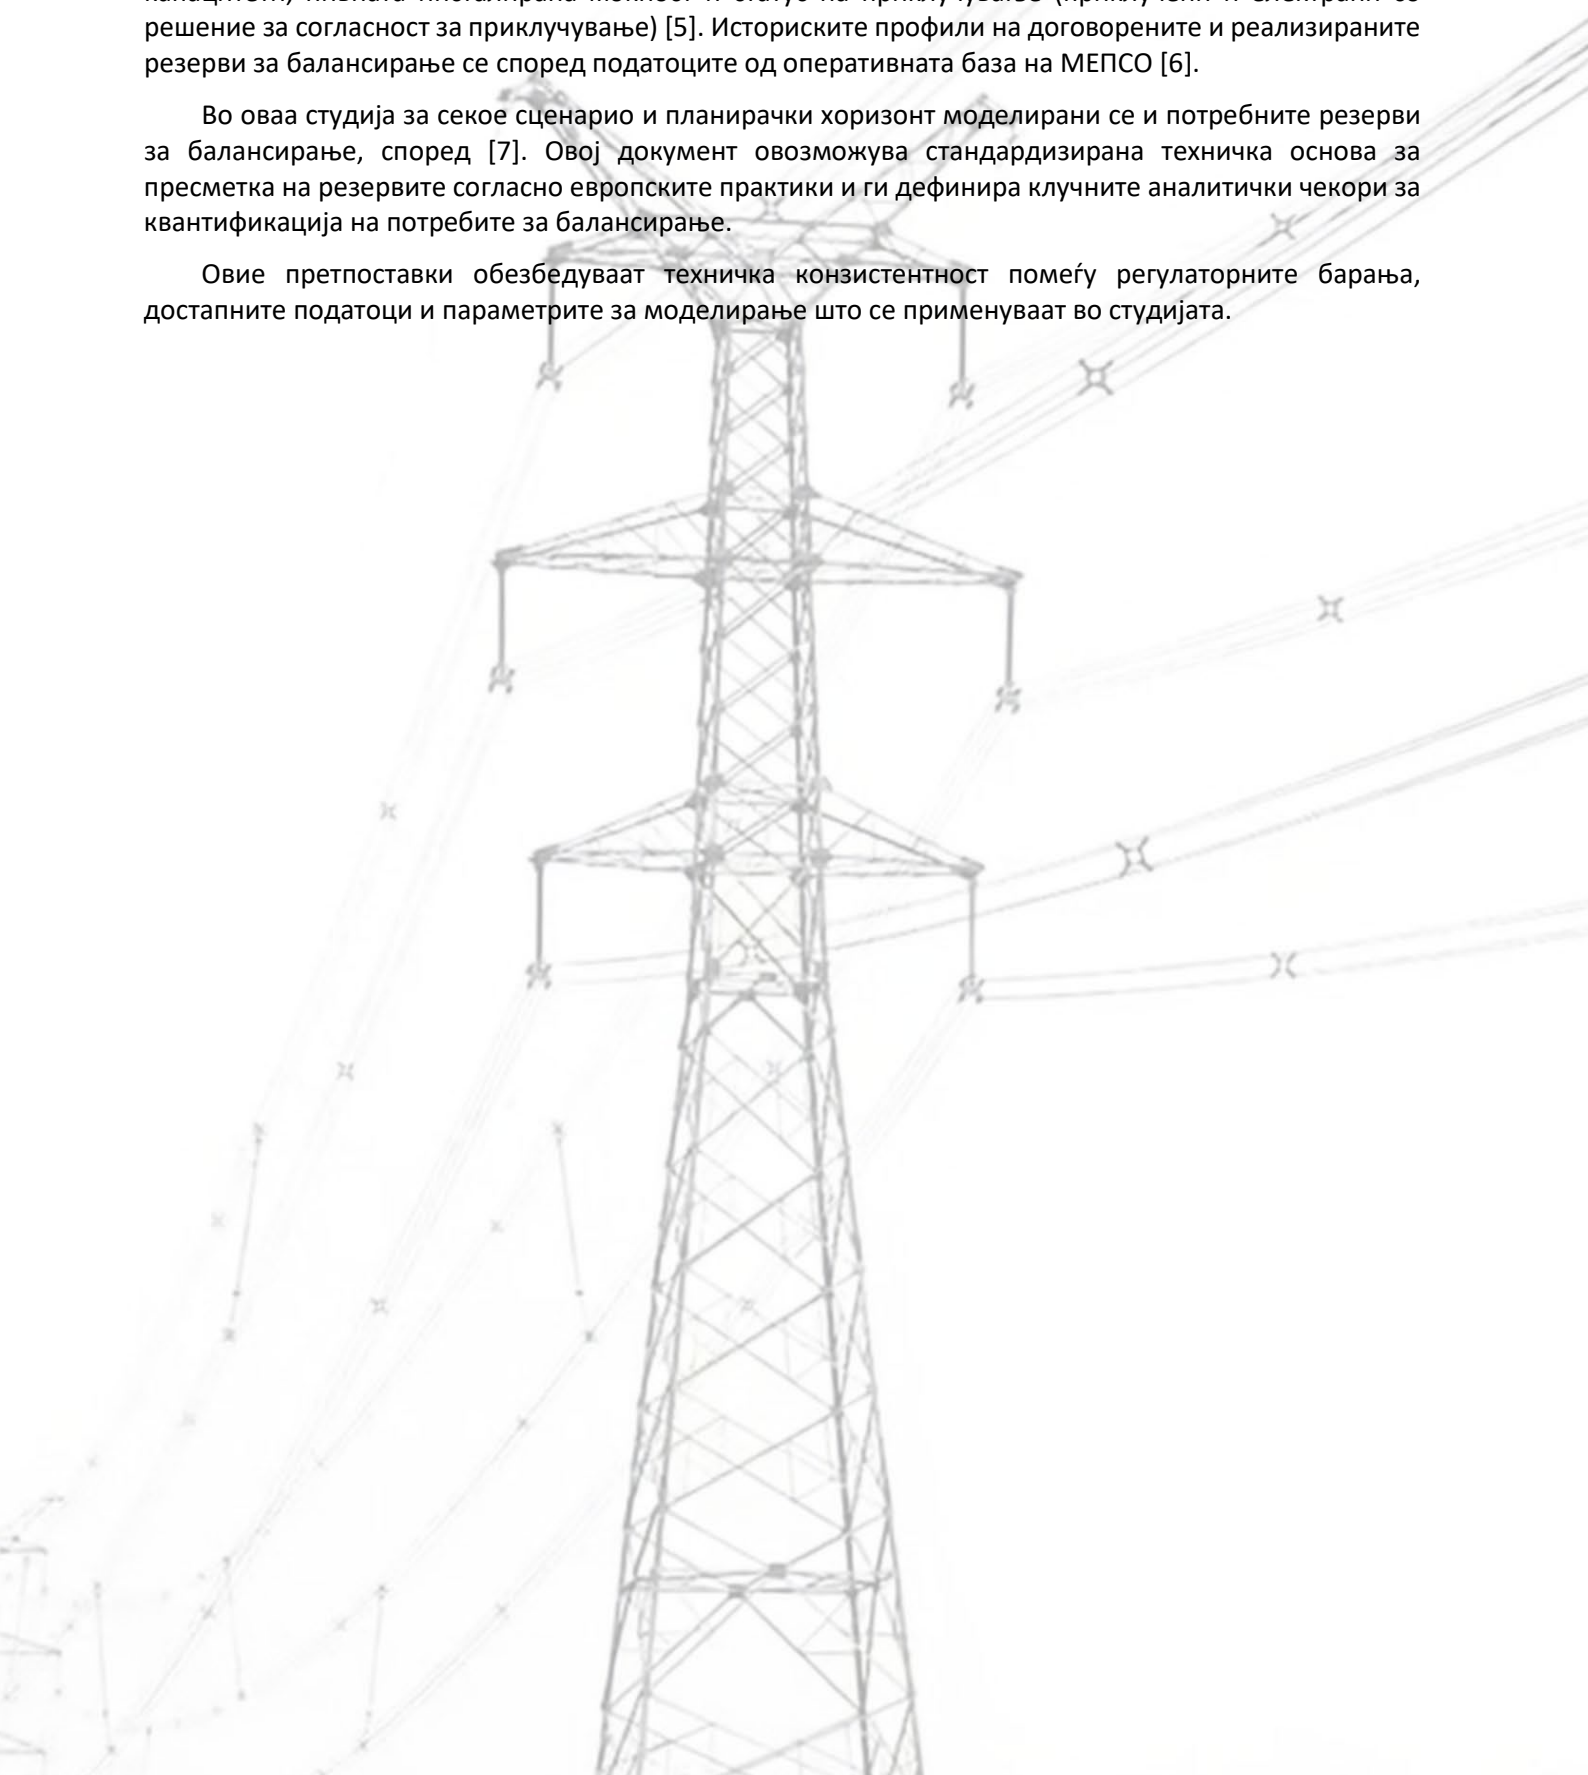 решение за согласност за приклучување) [5]. Историските профили на договорените и реализираните
резерви за балансирање се според податоците од оперативната база на МЕПСО [6].
Во оваа студија за секое сценарио и планирачки хоризонт моделирани се и потребните резерви
за балансирање, според [7]. Овој документ овозможува стандардизирана техничка основа за
пресметка на резервите согласно европските практики и ги дефинира клучните аналитички чекори за
квантификација на потребите за балансирање.
Овие претпоставки обезбедуваат техничка конзистентност помеѓу регулаторните барања,
достапните податоци и параметрите за моделирање што се применуваат во студијата.